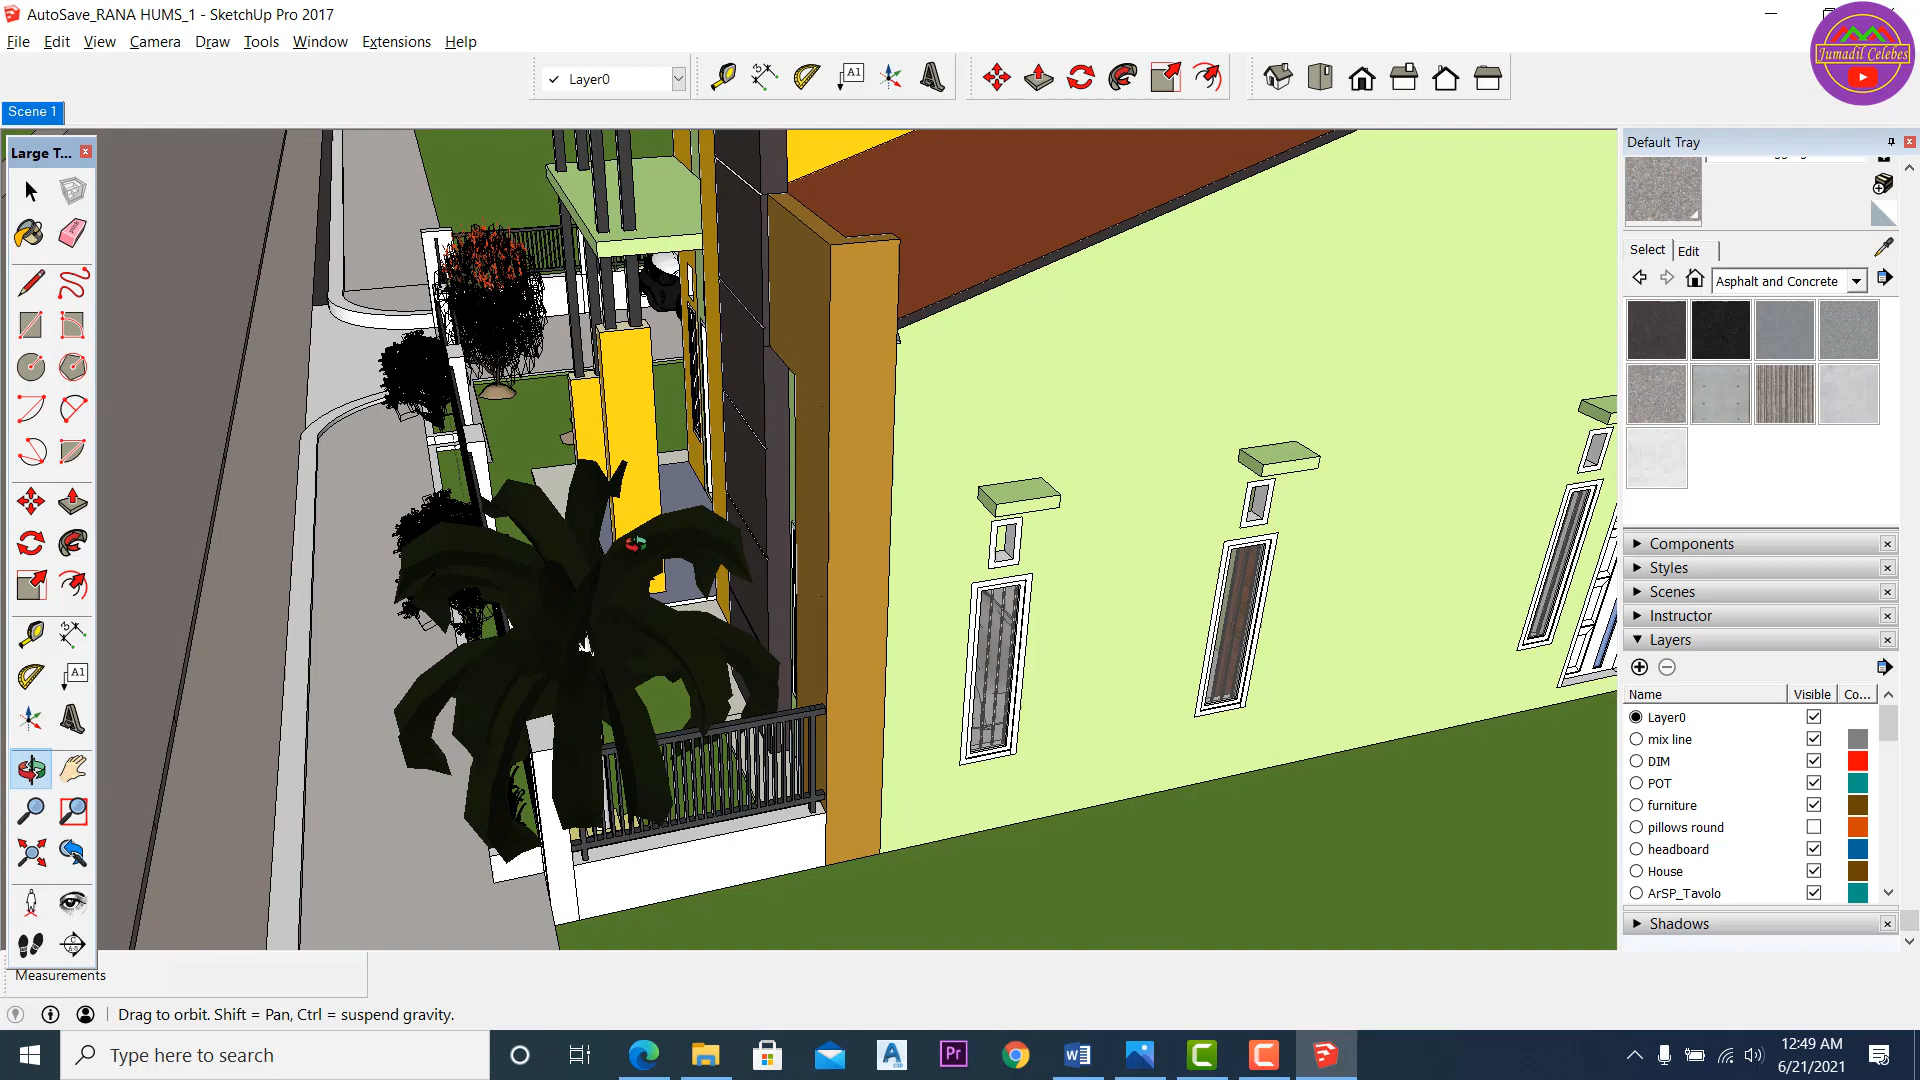 AutoSave_RANA HUMS_1 - SketchUp Pro 2017
Jumadil Celebes
File Edit View Camera Draw Tools Window Extensions Help
Layer0
A1
Scene 1
Large T...
Default Tray
Select Edit
Asphalt and Concrete
Components
Styles
Scenes
Instructor
Layers
Name Visible Co...
Layer0
mix line
DIM
POT
furniture
pillows round
headboard
House
ArSP_Tavolo
Shadows
A1
Measurements
Drag to orbit. Shift = Pan, Ctrl = suspend gravity.
Type here to search
Pr
12:49 AM
6/21/2021